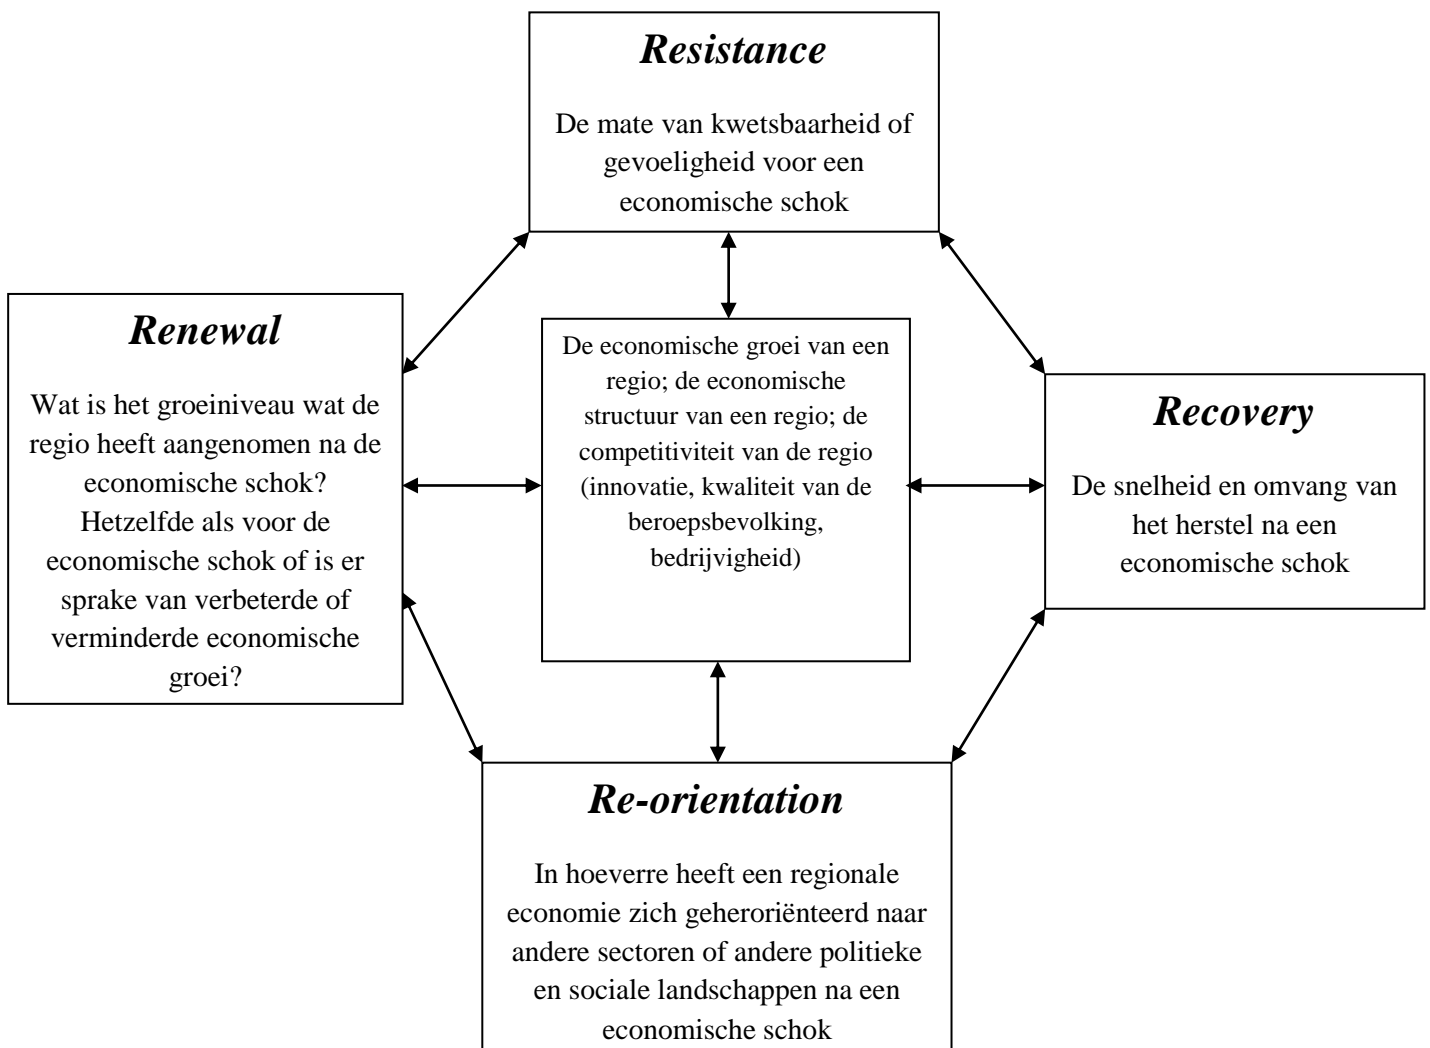 Resistance
De mate van kwetsbaarheid of
gevoeligheid voor een
economische schok
Renewal
Wat is het groeiniveau wat de
regio heeft aangenomen na de
economische schok?
Hetzelfde als voor de
economische schok of is er
sprake van verbeterde of
verminderde economische
groei?
De economische groei van een
regio; de economische
structuur van een regio; de
competitiviteit van de regio
(innovatie, kwaliteit van de
beroepsbevolking,
bedrijvigheid)
Recovery
De snelheid en omvang van
het herstel na een
economische schok
Re-orientation
In hoeverre heeft een regionale
economie zich geheroriënteerd naar
andere sectoren of andere politieke
en sociale landschappen na een
economische schok